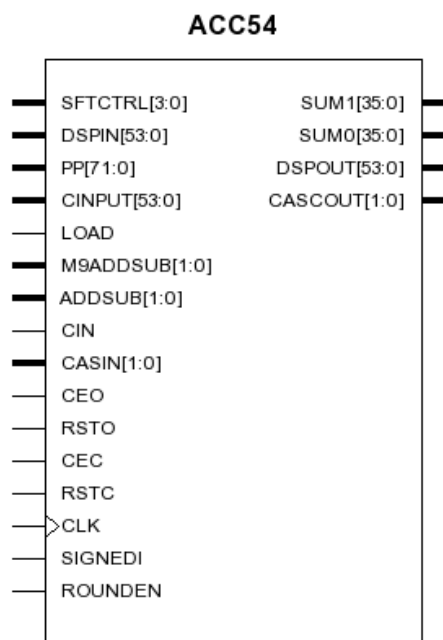 ACC54
SFTCTRL[3:0] SUM1[35:0]
DSPIN[53:0] SUM0[35:0]
PP[71:0] DSPOUT[53:0]
CINPUT[53:0] CASCOUT[1:0]
LOAD
M9ADDSUB[1:0]
ADDSUB[1:0]
CIN
CASIN[1:0]
CEO
RSTO
CEC
RSTC
CLK
SIGNEDI
ROUNDEN